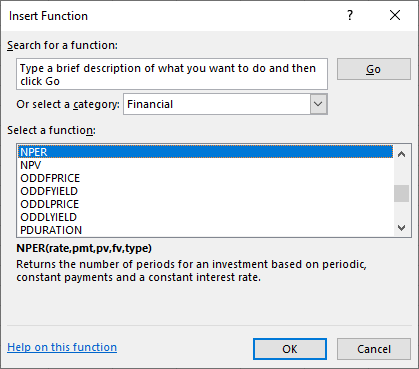 Insert Function
Search for a function:
Type a brief description of what you want to do and then
click Go
Go
Or select a category: Financial
Select a function:
NPER
NPV
ODDFPRICE
ODDFYIELD
ODDLPRICE
ODDLYIELD
PDURATION
NPER(rate,pmt,pv,fv,type)
Returns the number of periods for an investment based on periodic,
constant payments and a constant interest rate.
Help on this function
OK Cancel